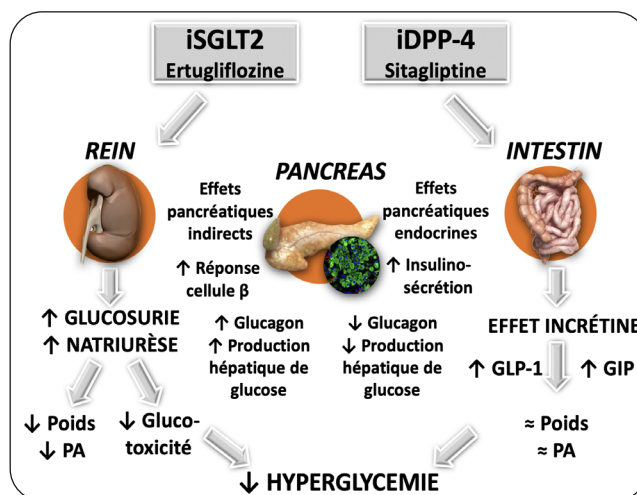 iSGLT2
Ertugliflozine
iDPP-4
Sitagliptine
REIN
PANCREAS
INTESTIN
Effets
pancréatiques
indirects
↑ Réponse
cellule β
Effets
pancréatiques
endocrines
↑ Insulino-
sécrétion
↑ GLUCOSURIE
↑ NATRIURÈSE
↑ Glucagon
↑ Production
hépatique de
glucose
↓ Glucagon
↓ Production
hépatique de
glucose
EFFET INCRÉTINE
↑ GLP-1
↑ GIP
↓ Poids
↓ PA
↓ Gluco-
toxicité
≈ Poids
≈ PA
↓ HYPERGLYCEMIE